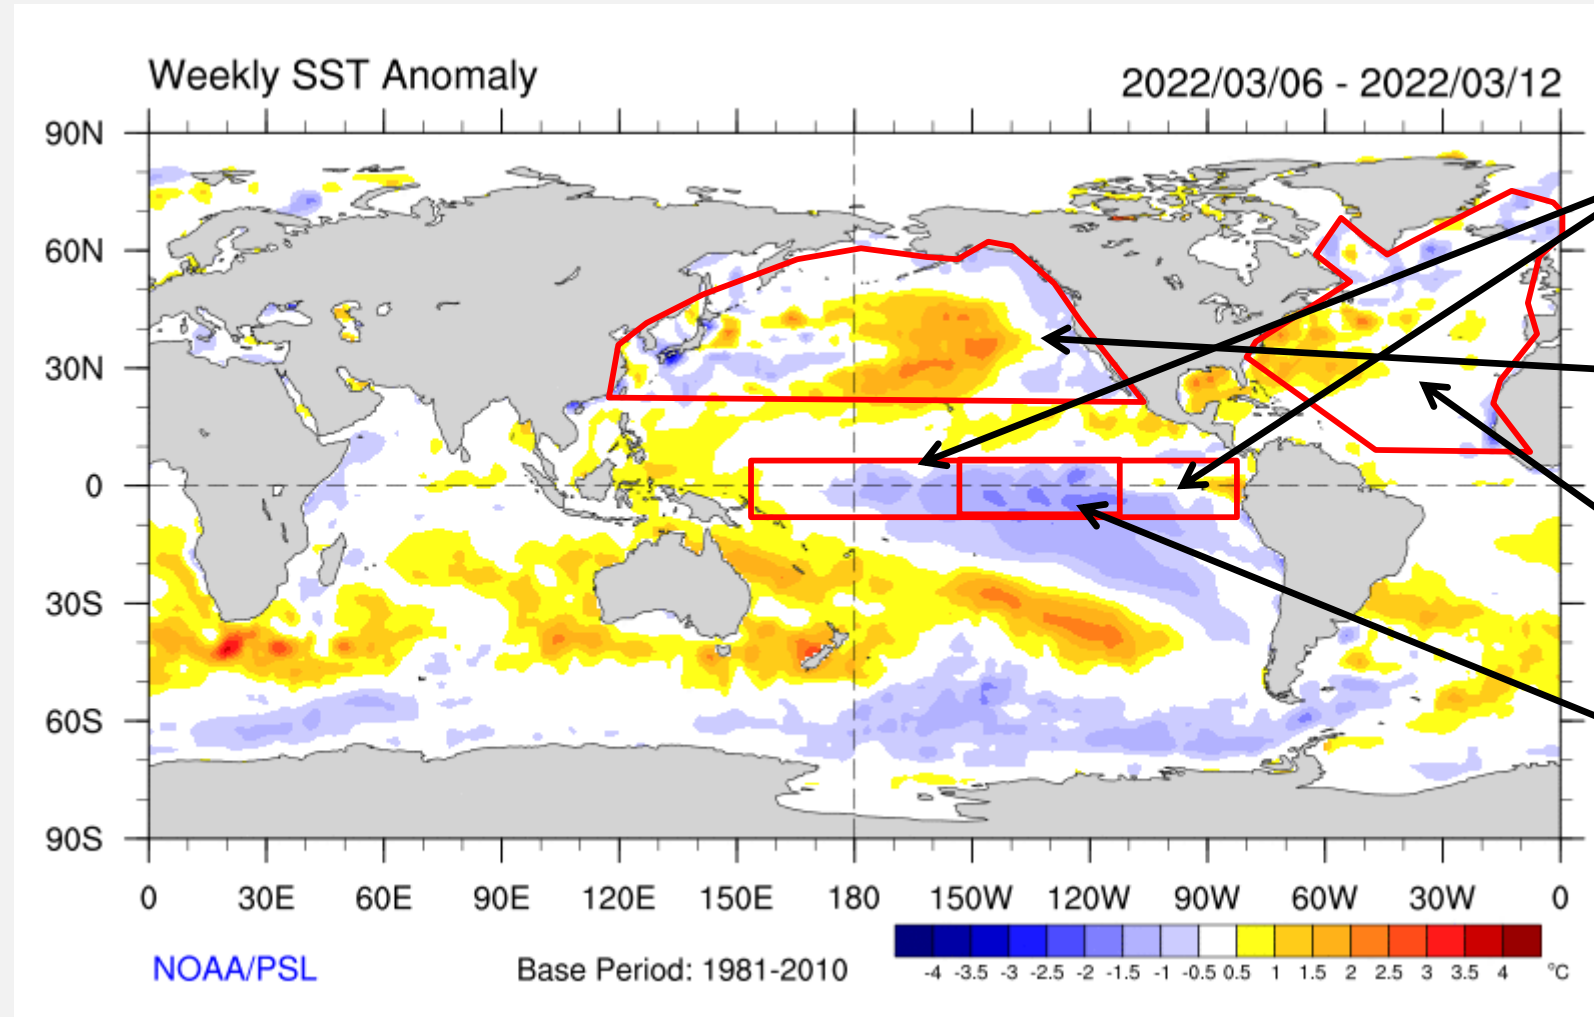 Weekly SST Anomaly
2022/03/06 - 2022/03/12
90N
60N
30N
0
30S
60S
90S
0 30E 60E 90E 120E 150E 180 150W 120W 90W 60W 30W 0
-4 -3.5 -3 -2.5 -2 -1.5 -1 -0.5 0.5 1 1.5 2 2.5 3 3.5 4 °C
NOAA/PSL
Base Period: 1981-2010